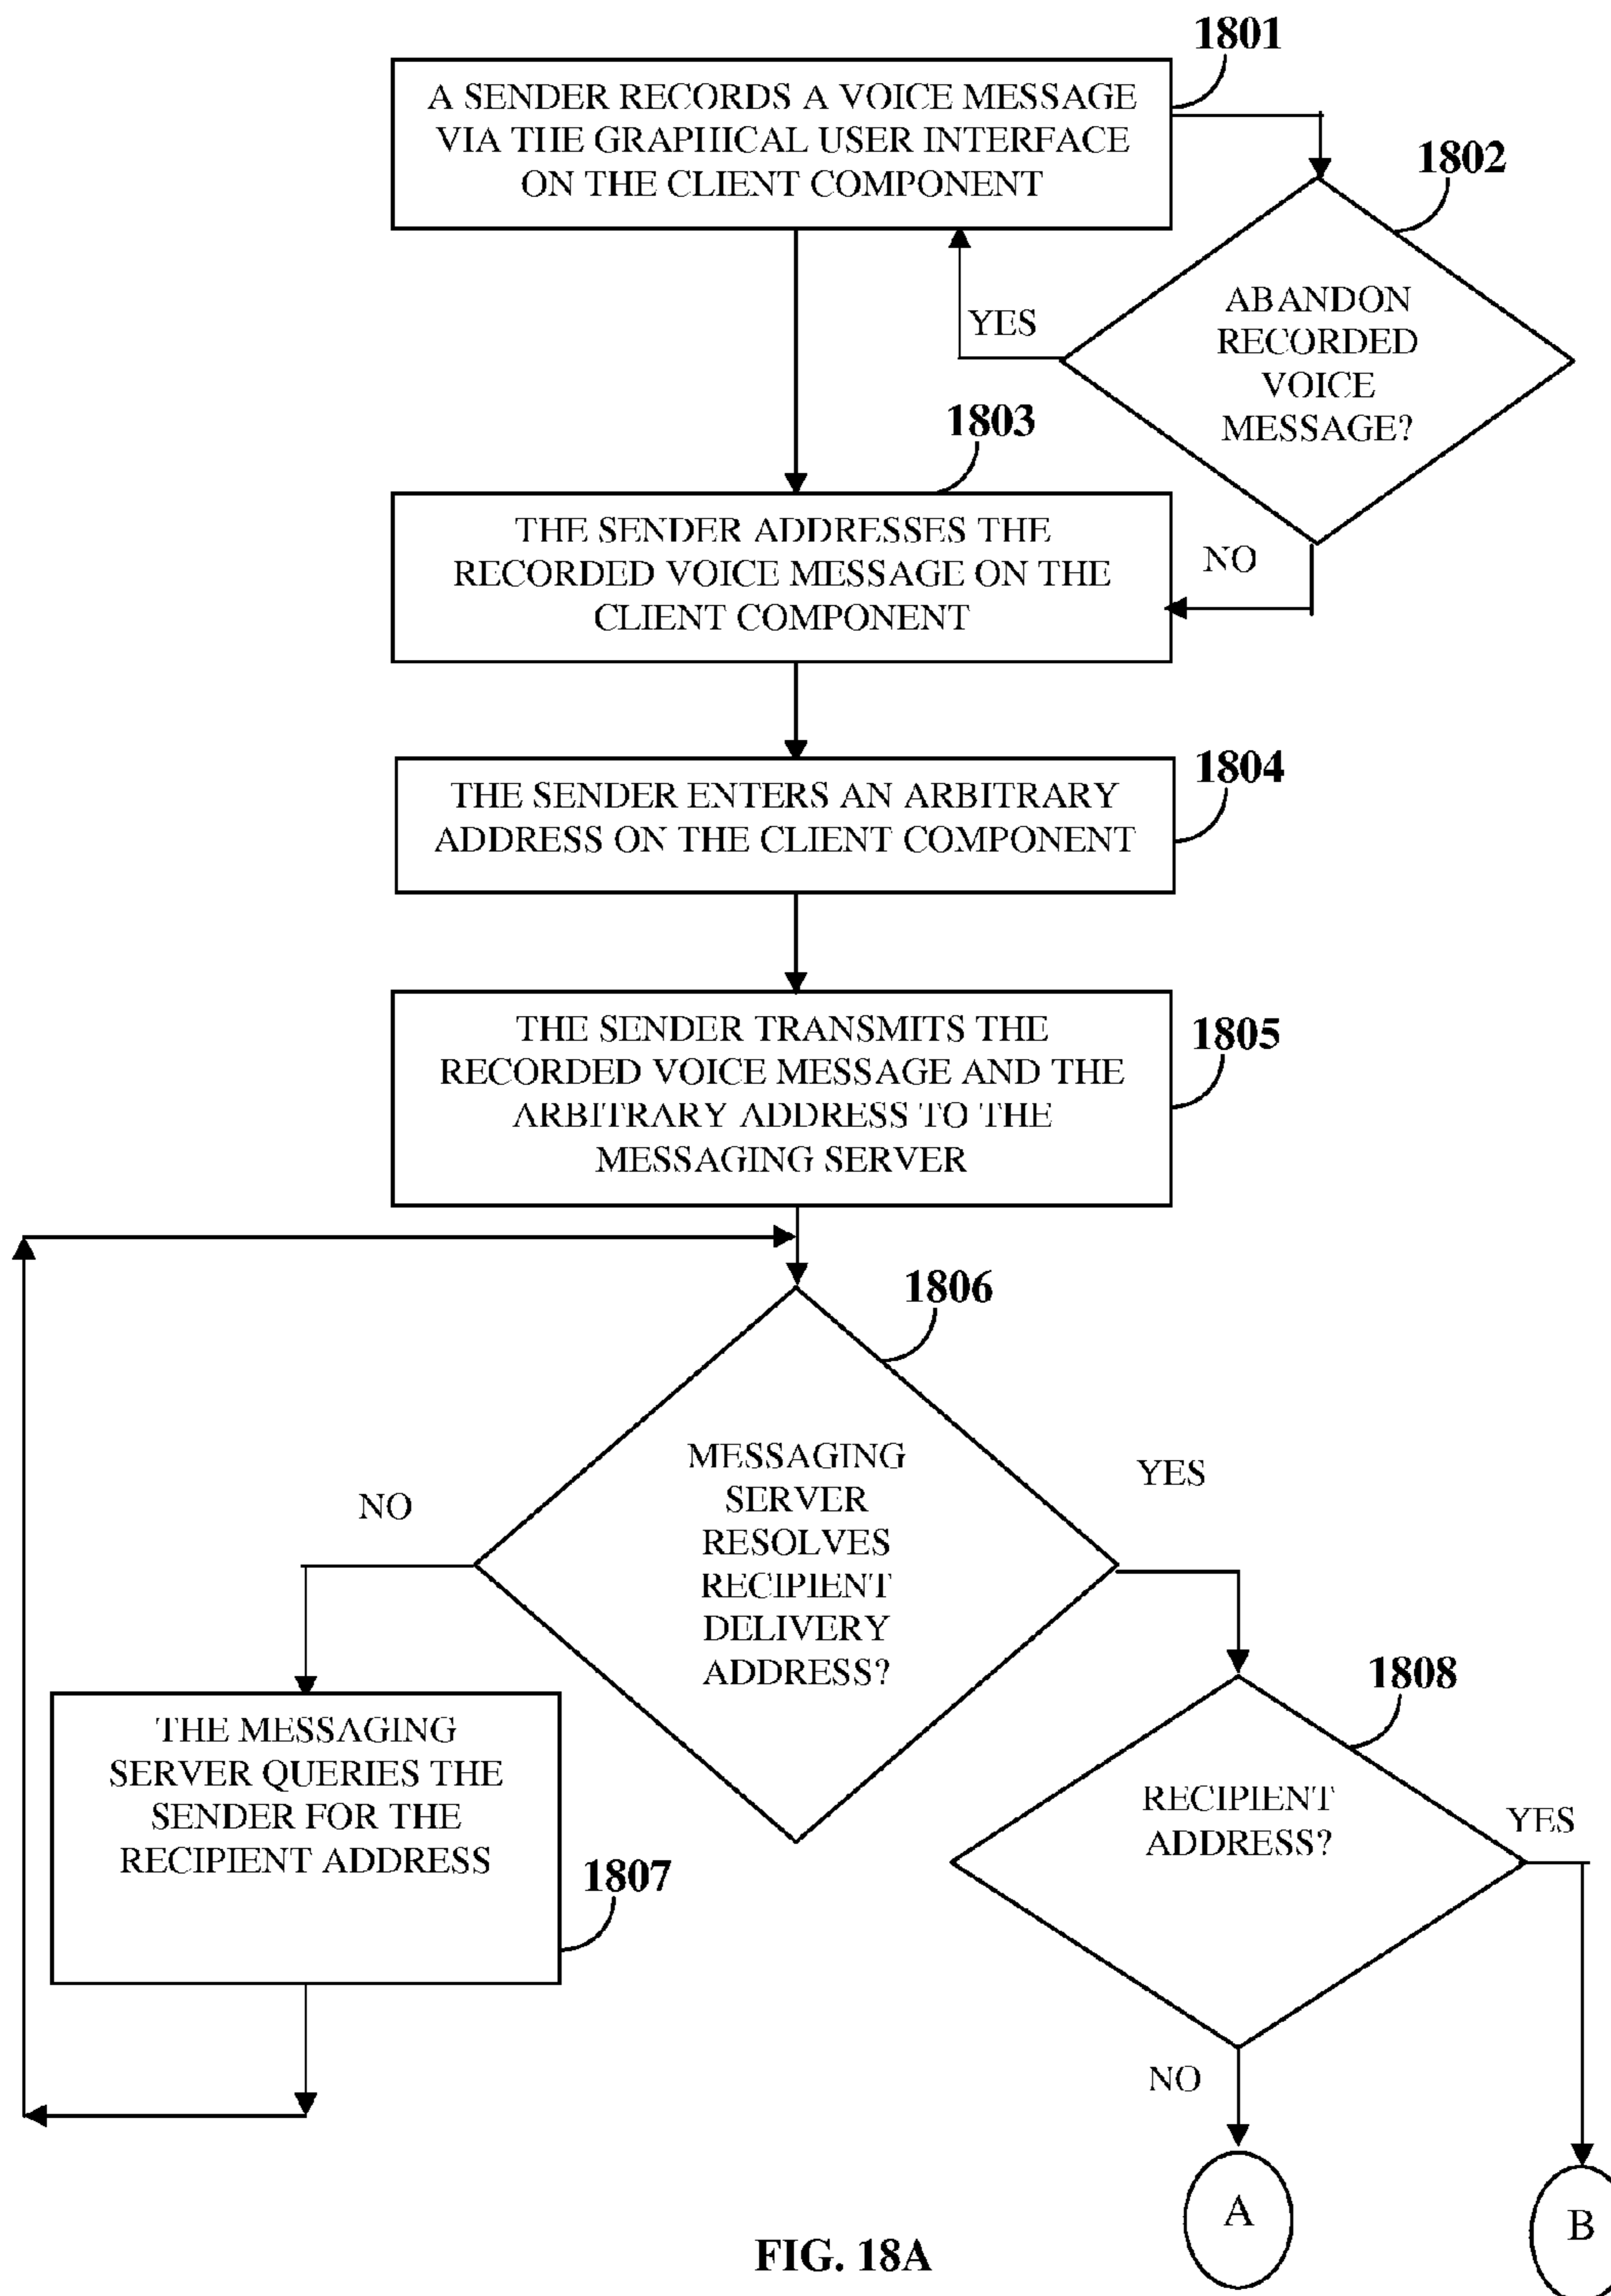 1801
A SENDER RECORDS A VOICE MESSAGE
VIA THE GRAPHICAL USER INTERFACE
ON THE CLIENT COMPONENT
1802
ABANDON
RECORDED
VOICE
MESSAGE?
YES
1803
NO
THE SENDER ADDRESSES THE
RECORDED VOICE MESSAGE ON THE
CLIENT COMPONENT
1804
THE SENDER ENTERS AN ARBITRARY
ADDRESS ON THE CLIENT COMPONENT
1805
THE SENDER TRANSMITS THE
RECORDED VOICE MESSAGE AND THE
ARBITRARY ADDRESS TO THE
MESSAGING SERVER
1806
MESSAGING
SERVER
RESOLVES
RECIPIENT
DELIVERY
ADDRESS?
NO
YES
THE MESSAGING
SERVER QUERIES THE
SENDER FOR THE
RECIPIENT ADDRESS
1807
1808
RECIPIENT
ADDRESS?
YES
NO
A
B
FIG. 18A